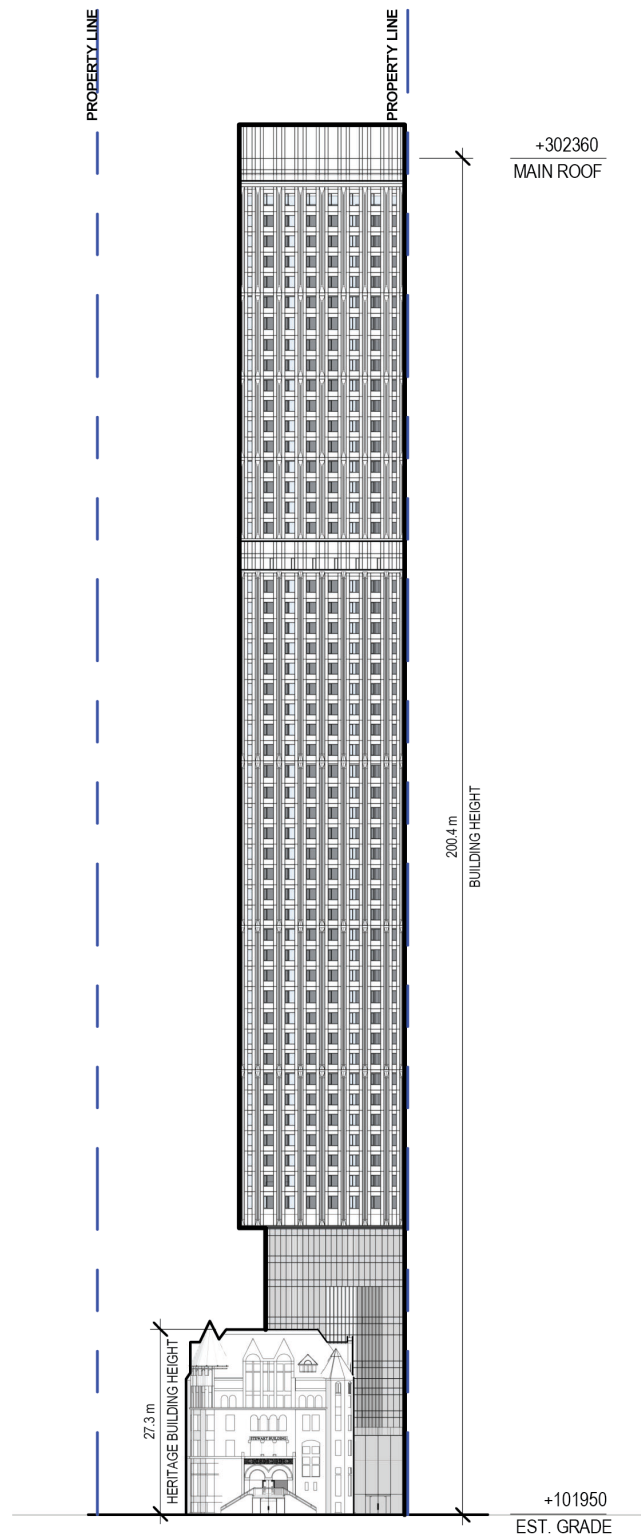 PROPERTY LINE
PROPERTY LINE
+302360
MAIN ROOF
200.4 m
BUILDING HEIGHT
27.3 m
HERITAGE BUILDING HEIGHT
STEWART BUILDING
+101950
EST. GRADE